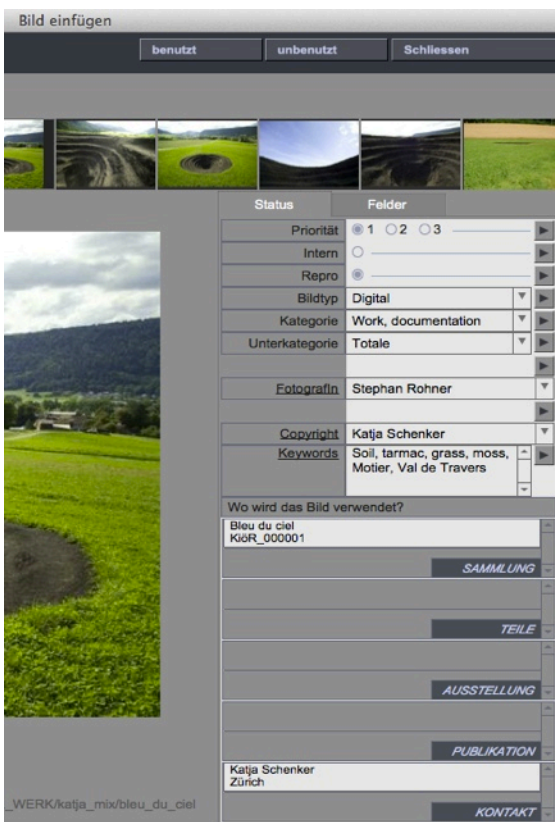 Bild einfügen
benutzt unbenutzt Schliessen
Status Felder
Priorität 1 2 3
Intern
Repro
Bildtyp Digital
Kategorie Work, documentation
Unterkategorie Totale
FotografIn Stephan Rohner
Copyright Katja Schenker
Keywords Soil, tarmac, grass, moss,
Motier, Val de Travers
Wo wird das Bild verwendet?
Bleu du ciel
KiöR_000001
SAMMLUNG
TEILE
AUSSTELLUNG
PUBLIKATION
Katja Schenker
Zürich
_WERK/katja_mix/bleu_du_ciel
KONTAKT